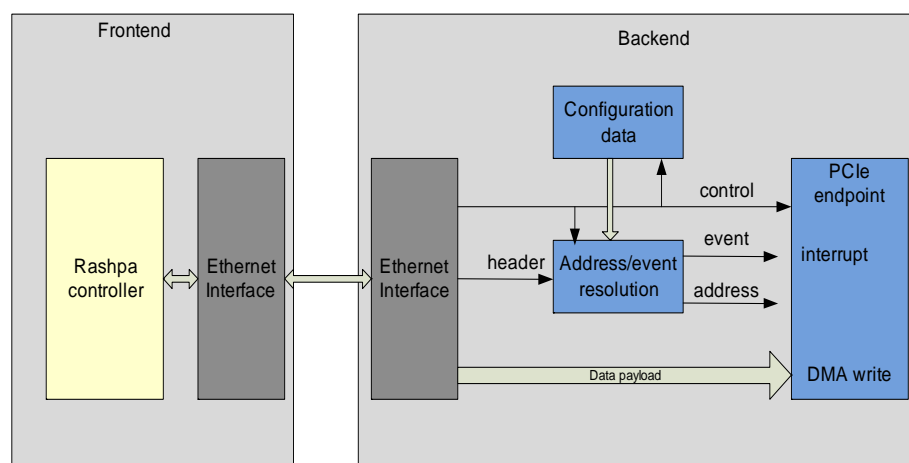 Frontend
Backend
Configuration
data
Rashpa
controller
Ethernet
Interface
Ethernet
Interface
header
Address/event
resolution
control
event
address
PCIe
endpoint
interrupt
DMA write
Data payload